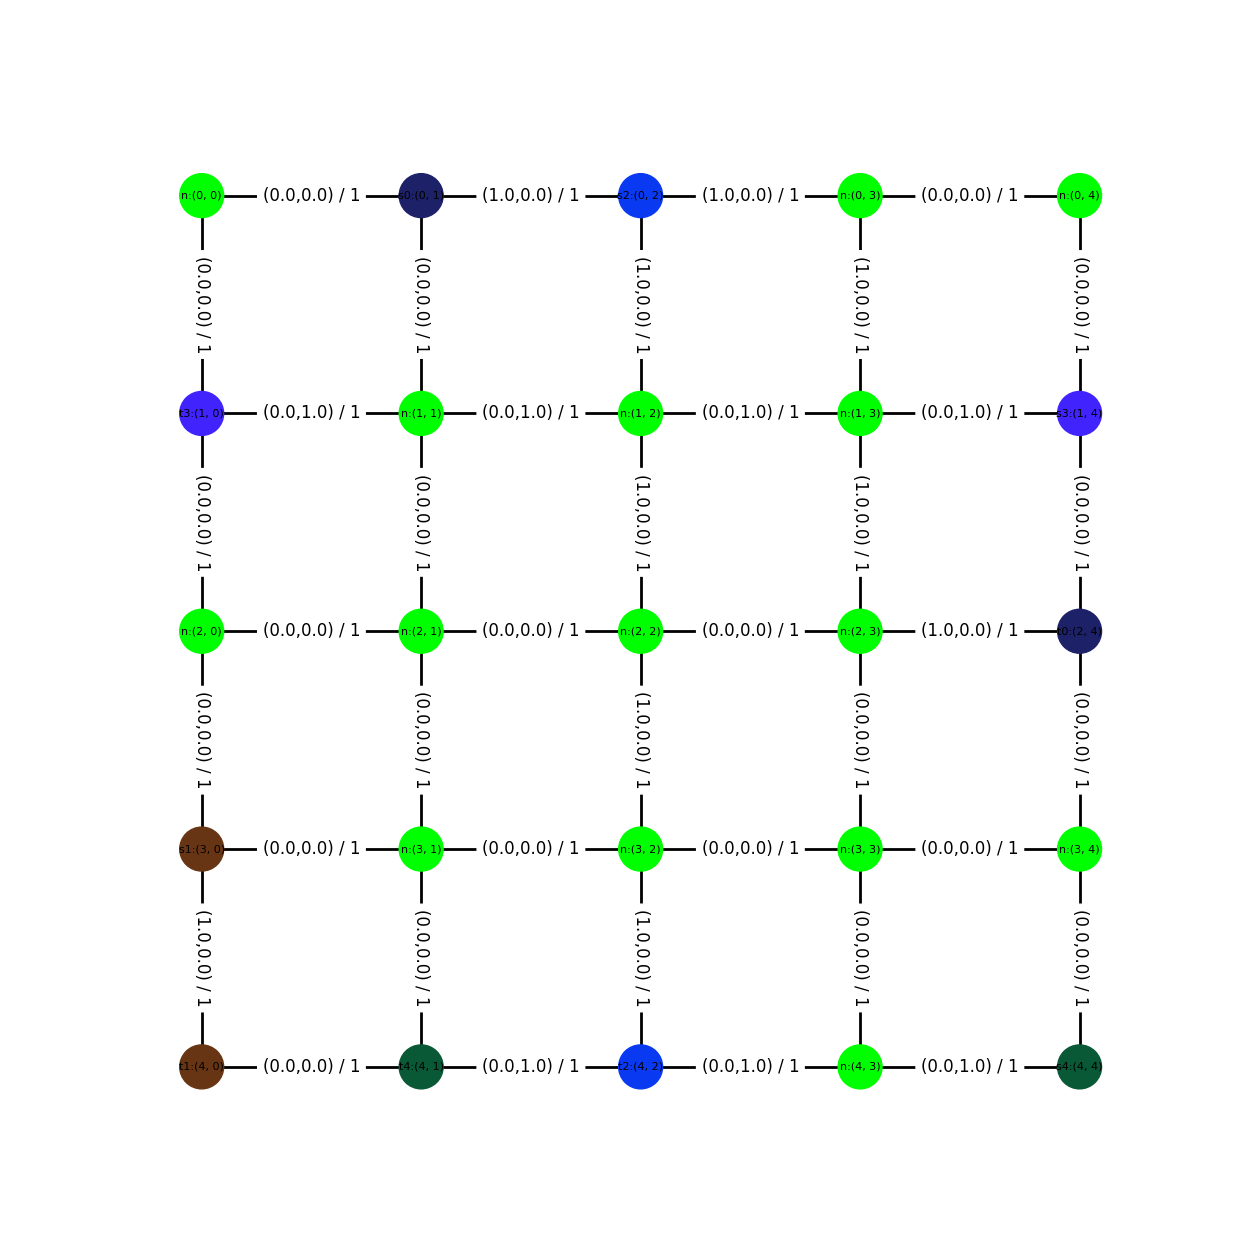 n:(0, 0) (0.0,0.0) / 1 s0:(0, 1) (1.0,0.0) / 1 s2:(0, 2) (1.0,0.0) / 1 n:(0, 3) (0.0,0.0) / 1 n:(0, 4)
(0.0,0.0) / 1 (0.0,0.0) / 1 (1.0,0.0) / 1 (1.0,0.0) / 1 (0.0,0.0) / 1
t3:(1, 0) (0.0,1.0) / 1 n:(1, 1) (0.0,1.0) / 1 n:(1, 2) (0.0,1.0) / 1 n:(1, 3) (0.0,1.0) / 1 s3:(1, 4)
(0.0,0.0) / 1 (0.0,0.0) / 1 (1.0,0.0) / 1 (1.0,0.0) / 1 (0.0,0.0) / 1
n:(2, 0) (0.0,0.0) / 1 n:(2, 1) (0.0,0.0) / 1 n:(2, 2) (0.0,0.0) / 1 n:(2, 3) (1.0,0.0) / 1 t0:(2, 4)
(0.0,0.0) / 1 (0.0,0.0) / 1 (1.0,0.0) / 1 (0.0,0.0) / 1 (0.0,0.0) / 1
s1:(3, 0) (0.0,0.0) / 1 n:(3, 1) (0.0,0.0) / 1 n:(3, 2) (0.0,0.0) / 1 n:(3, 3) (0.0,0.0) / 1 n:(3, 4)
(1.0,0.0) / 1 (0.0,0.0) / 1 (1.0,0.0) / 1 (0.0,0.0) / 1 (0.0,0.0) / 1
t1:(4, 0) (0.0,0.0) / 1 t4:(4, 1) (0.0,1.0) / 1 t2:(4, 2) (0.0,1.0) / 1 n:(4, 3) (0.0,1.0) / 1 s4:(4, 4)